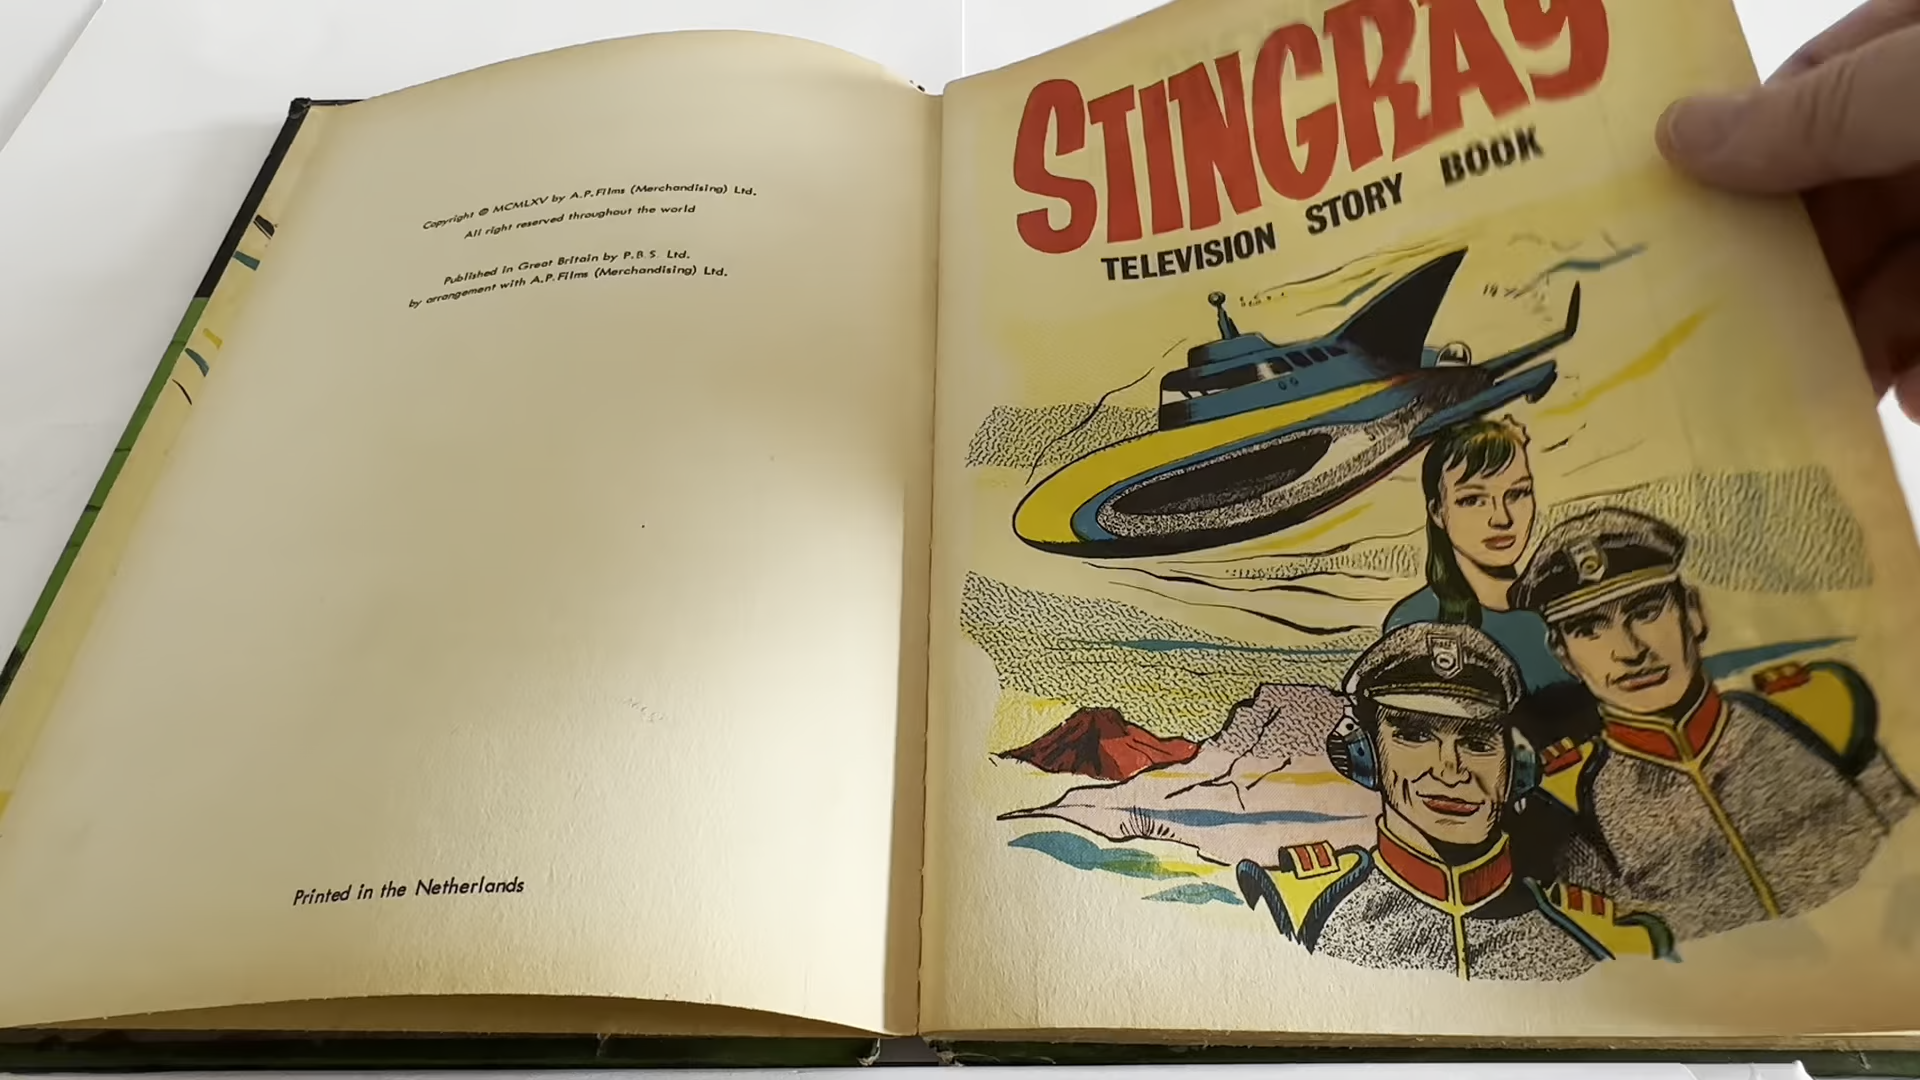 Copyright © MCMLXV by A.P.Films (Merchandising) Ltd.
All right reserved throughout the world
Published in Great Britain by P.B.S. Ltd.
by arrangement with A.P.Films (Merchandising) Ltd.
Printed in the Netherlands
STINGRAY
TELEVISION STORY BOOK